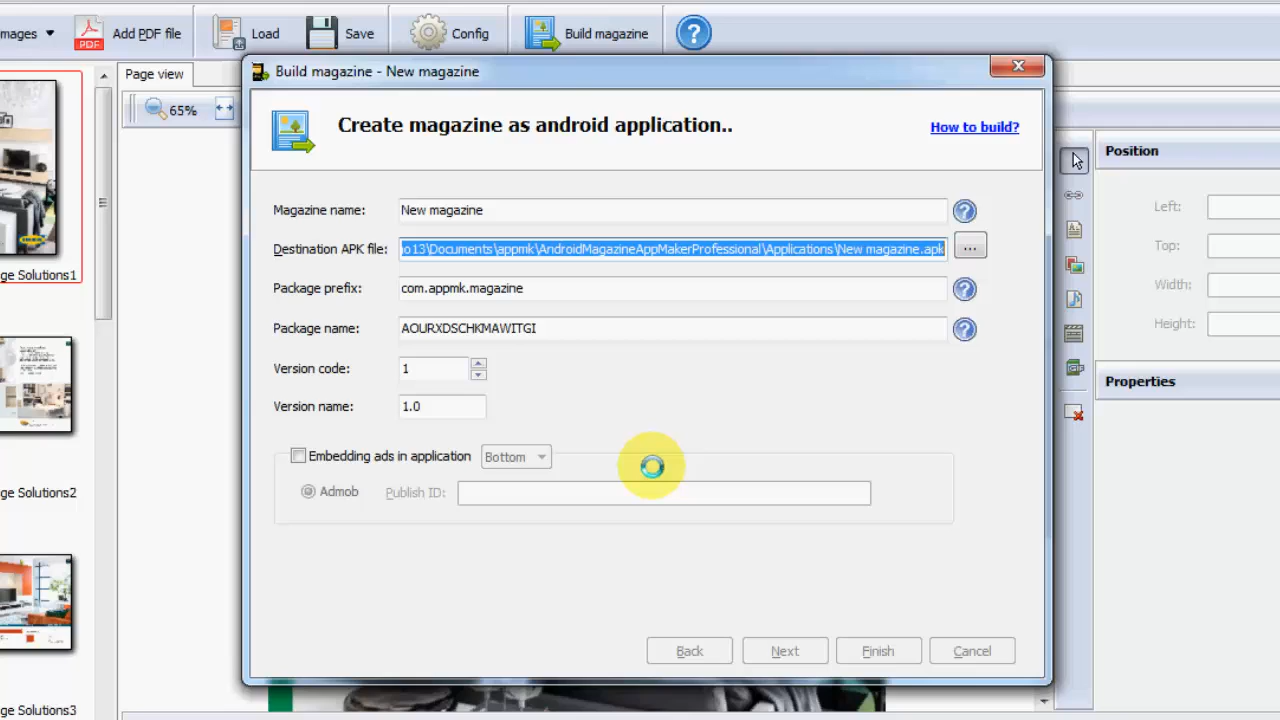 mages
Add PDF file
Load
Save
Config
Build magazine
?
Page view
65%
Build magazine - New magazine
Create magazine as android application..
How to build?
Magazine name: New magazine
Destination APK file: o13\Documents\appmk\AndroidMagazineAppMakerProfessional\Applications\New magazine.apk ...
Package prefix: com.appmk.magazine
Package name: AOURXDSCHKMAWITGI
Version code: 1
Version name: 1.0
Embedding ads in application Bottom
Admob Publish ID:
Back Next Finish Cancel
Position
Left:
Top:
Width:
Height:
Properties
ge Solutions1
ge Solutions2
ge Solutions3